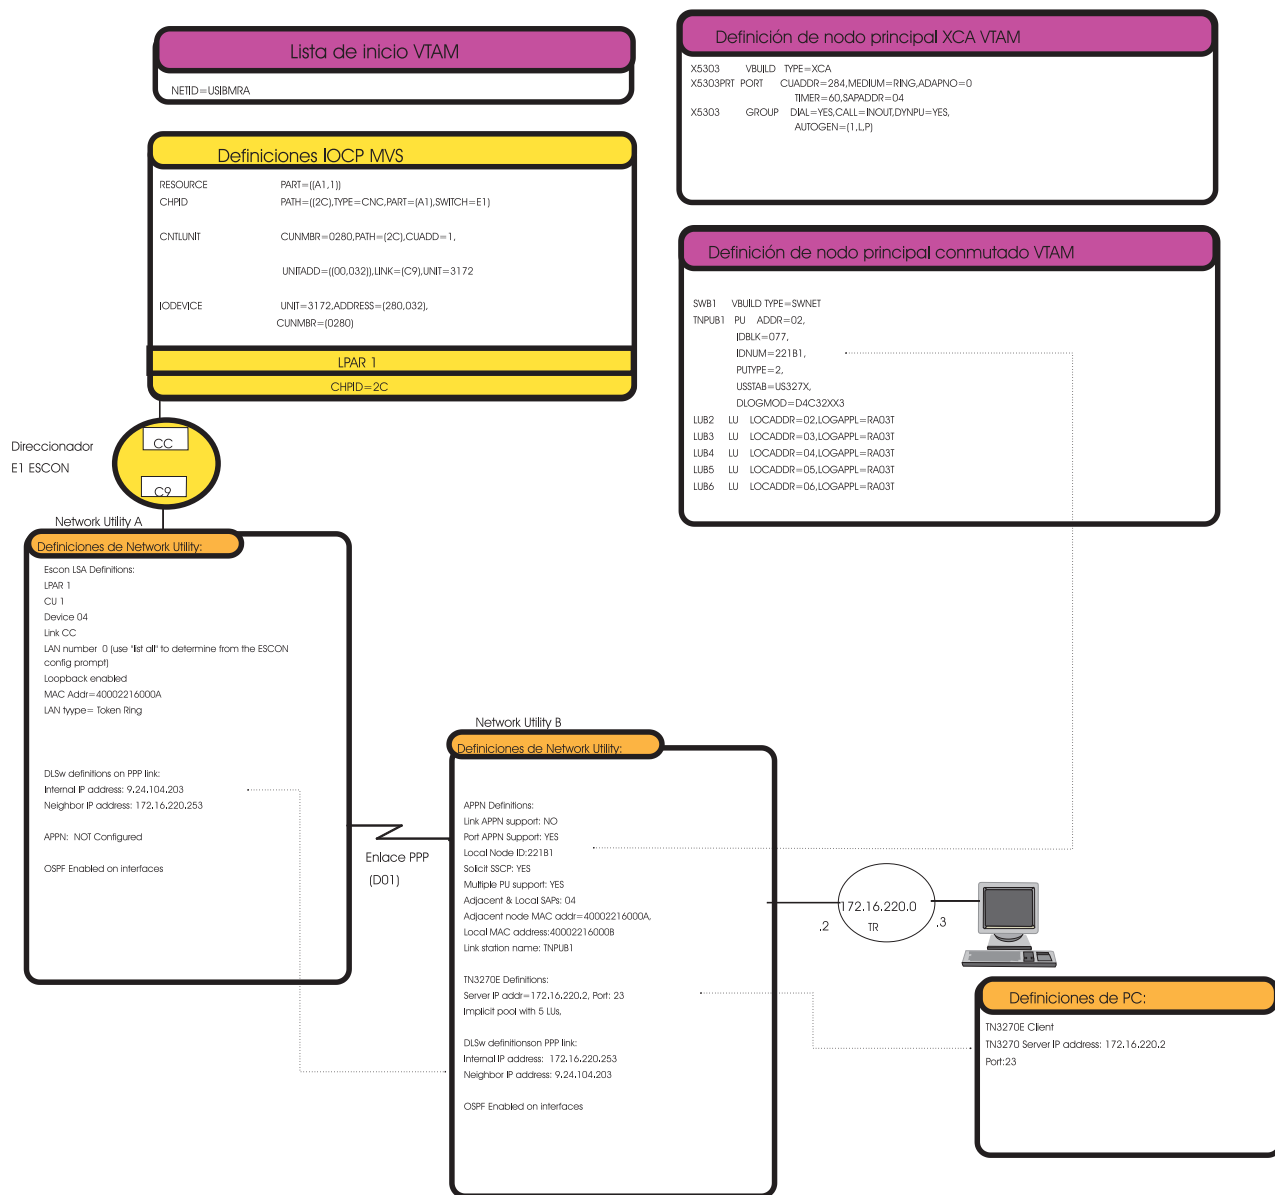 Lista de inicio VTAM
NETID=USIBMRA
Definiciones IOCP MVS
RESOURCE PART=((A1,1))
CHPID PATH=((2C),TYPE=CNC,PART=(A1),SWITCH=E1)
CNTLUNIT CUNMBR=0280,PATH=(2C),CUADD=1,
UNITADD=((00,032)),LINK=(C9),UNIT=3172
IODEVICE UNIT=3172,ADDRESS=(280,032),
CUNMBR=(0280)
LPAR 1
CHPID=2C
Direccionador
E1 ESCON
CC
C9
Definición de nodo principal XCA VTAM
X5303 VBUILD TYPE=XCA
X5303PRT PORT CUADDR=284,MEDIUM=RING,ADAPNO=0
TIMER=60,SAPADDR=04
X5303 GROUP DIAL=YES,CALL=INOUT,DYNPU=YES,
AUTOGEN=(1,L,P)
Definición de nodo principal conmutado VTAM
SWB1 VBUILD TYPE=SWNET
TNPUB1 PU ADDR=02,
IDBLK=077,
IDNUM=221B1,
PUTYPE=2,
USSTAB=US327X,
DLOGMOD=D4C32XX3
LUB2 LU LOCADDR=02,LOGAPPL=RA03T
LUB3 LU LOCADDR=03,LOGAPPL=RA03T
LUB4 LU LOCADDR=04,LOGAPPL=RA03T
LUB5 LU LOCADDR=05,LOGAPPL=RA03T
LUB6 LU LOCADDR=06,LOGAPPL=RA03T
Network Utility A
Definiciones de Network Utility:
Escon LSA Definitions:
LPAR 1
CU 1
Device 04
Link CC
LAN number 0 (use "list all" to determine from the ESCON
config prompt)
Loopback enabled
MAC Addr=40002216000A
LAN tyype= Token Ring
DLSw definitions on PPP link:
Internal IP address: 9.24.104.203
Neighbor IP address: 172.16.220.253
APPN: NOT Configured
OSPF Enabled on interfaces
Enlace PPP
(D01)
Network Utility B
Definiciones de Network Utility:
APPN Definitions:
Link APPN support: NO
Port APPN Support: YES
Local Node ID:221B1
Solicit SSCP: YES
Multiple PU support: YES
Adjacent & Local SAPs: 04
Adjacent node MAC addr=40002216000A,
Local MAC address:40002216000B
Link station name: TNPUB1
TN3270E Definitions:
Server IP addr=172.16.220.2, Port: 23
Implicit pool with 5 LUs,
DLSw definitionson PPP link:
Internal IP address: 172.16.220.253
Neighbor IP address: 9.24.104.203
OSPF Enabled on interfaces
172.16.220.0
TR
.2
.3
Definiciones de PC:
TN3270E Client
TN3270 Server IP address: 172.16.220.2
Port:23